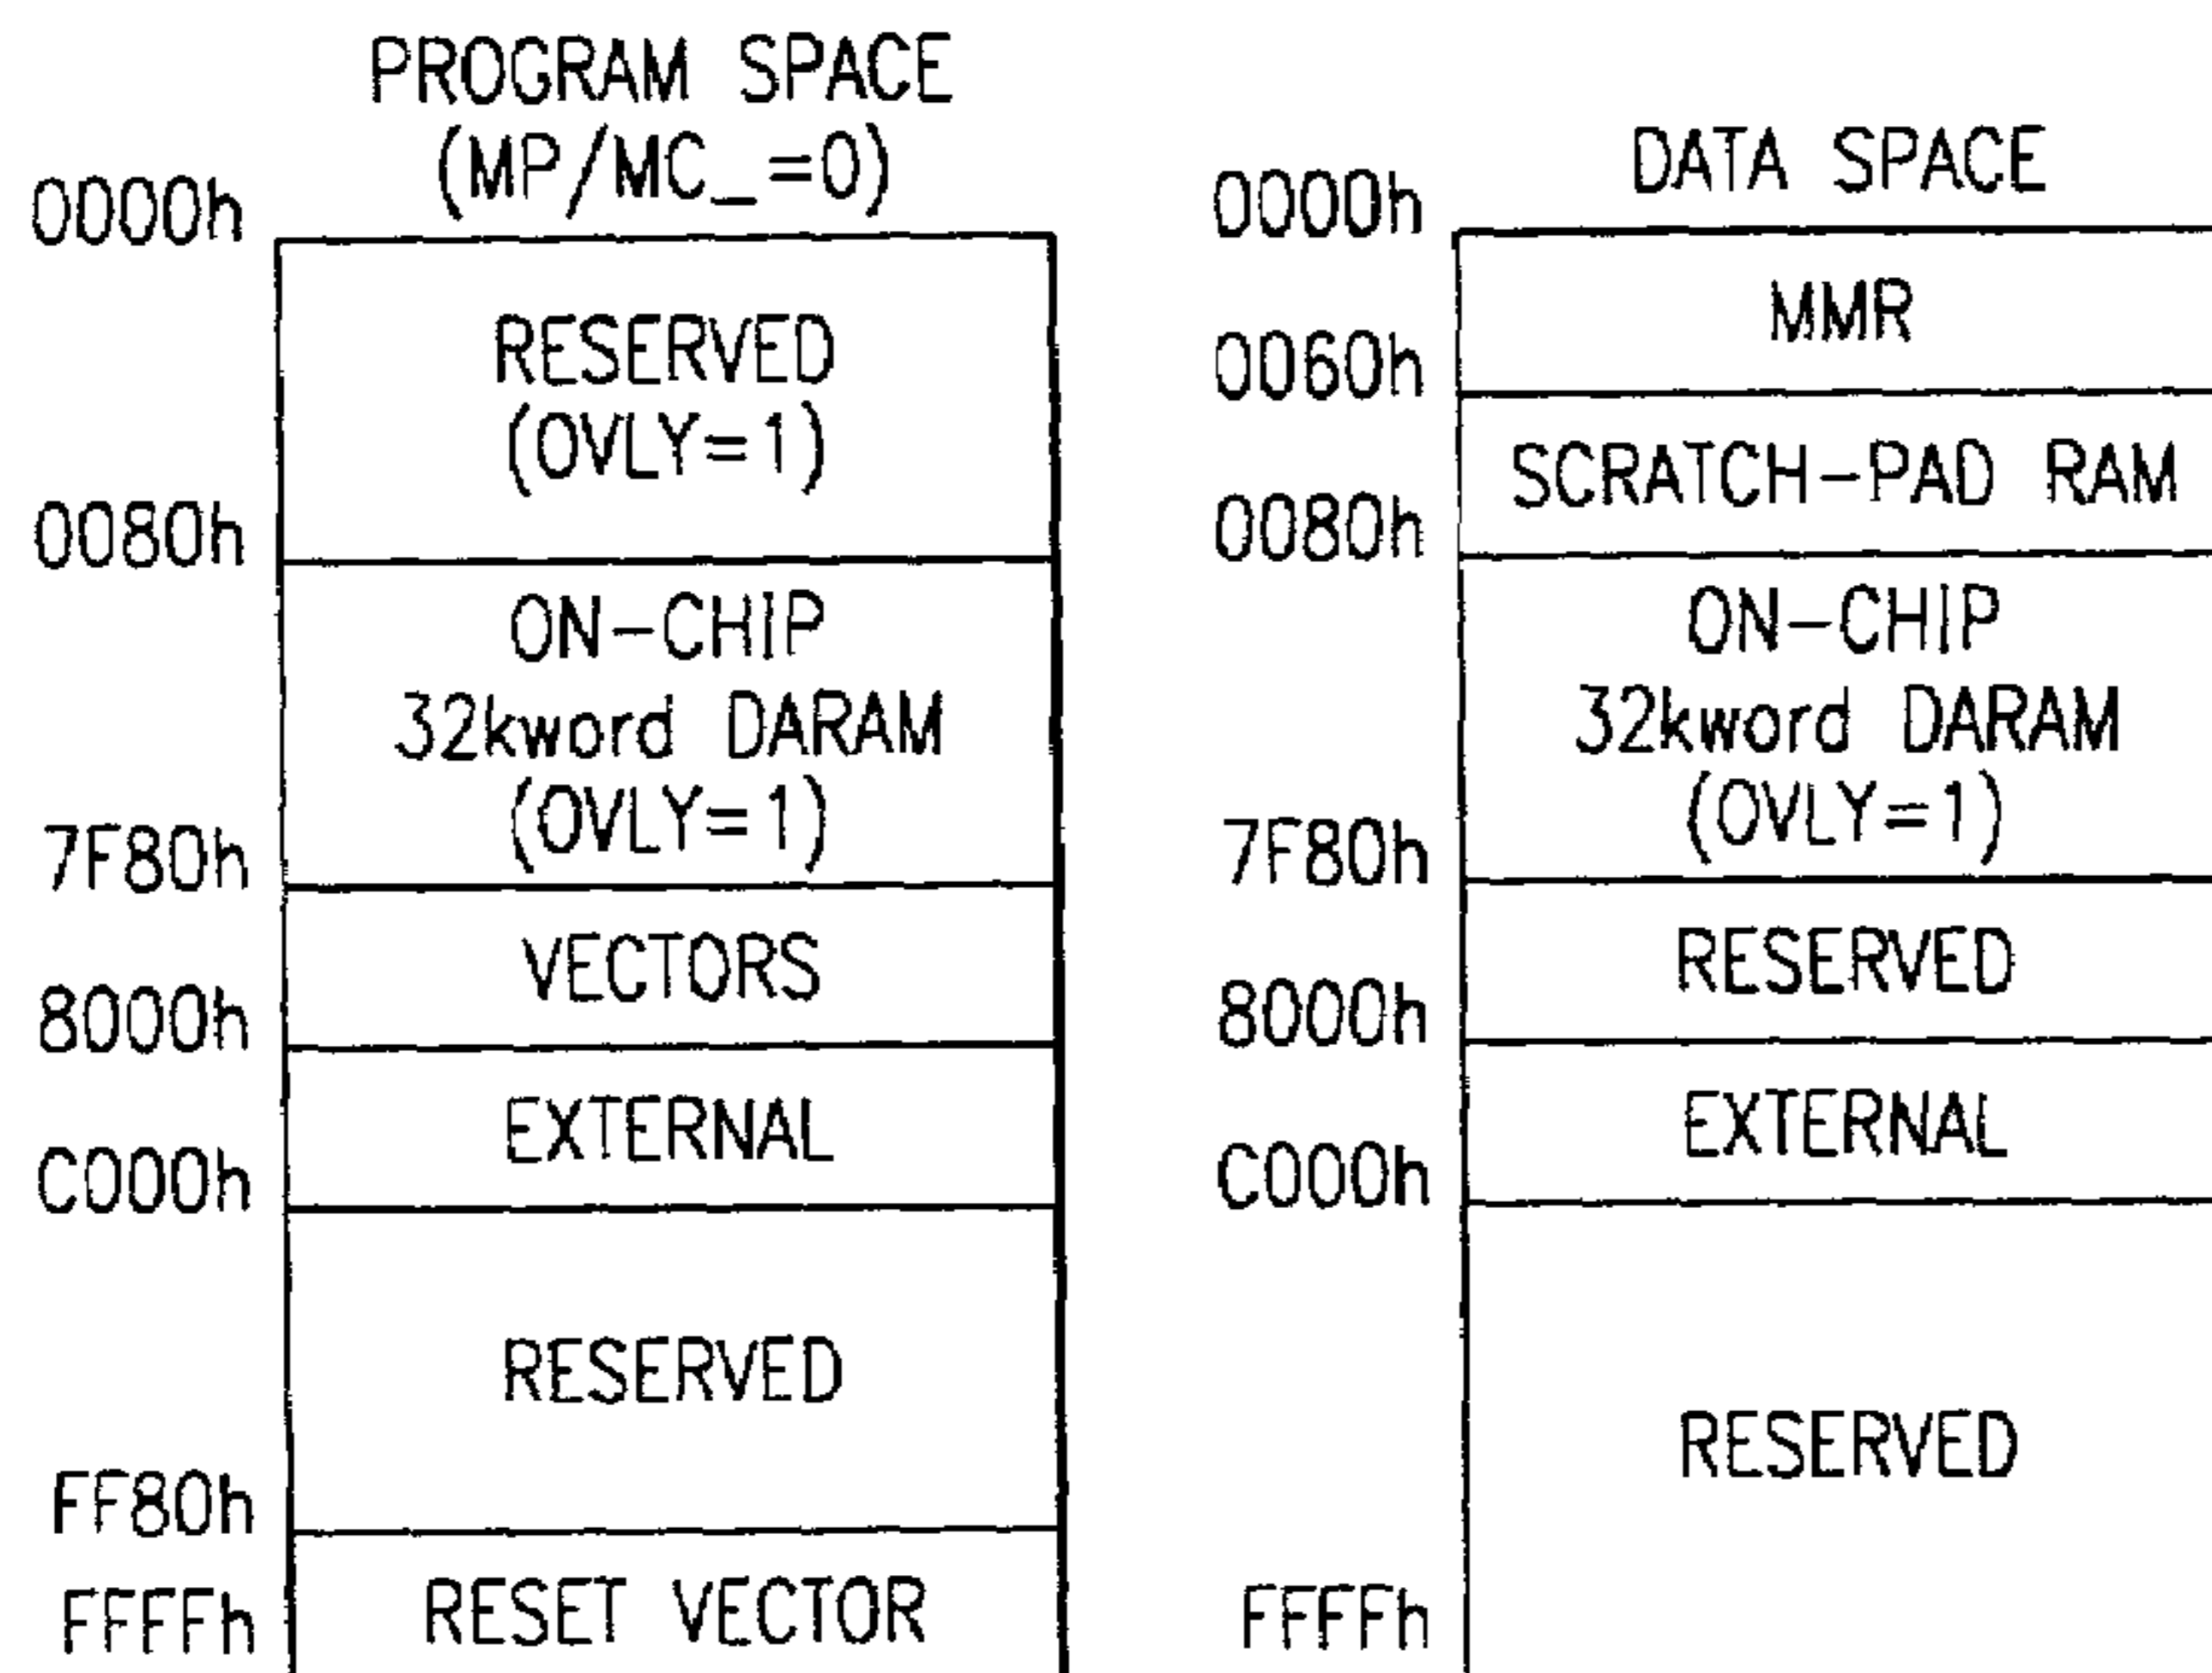 PROGRAM SPACE
(MP/MC_=0)
0000h
RESERVED
(OVLY=1)
0080h
ON-CHIP
32kword DARAM
(OVLY=1)
7F80h
VECTORS
8000h
EXTERNAL
C000h
RESERVED
FF80h
RESET VECTOR
FFFFh
DATA SPACE
0000h
MMR
0060h
SCRATCH-PAD RAM
0080h
ON-CHIP
32kword DARAM
(OVLY=1)
7F80h
RESERVED
8000h
EXTERNAL
C000h
RESERVED
FFFFh